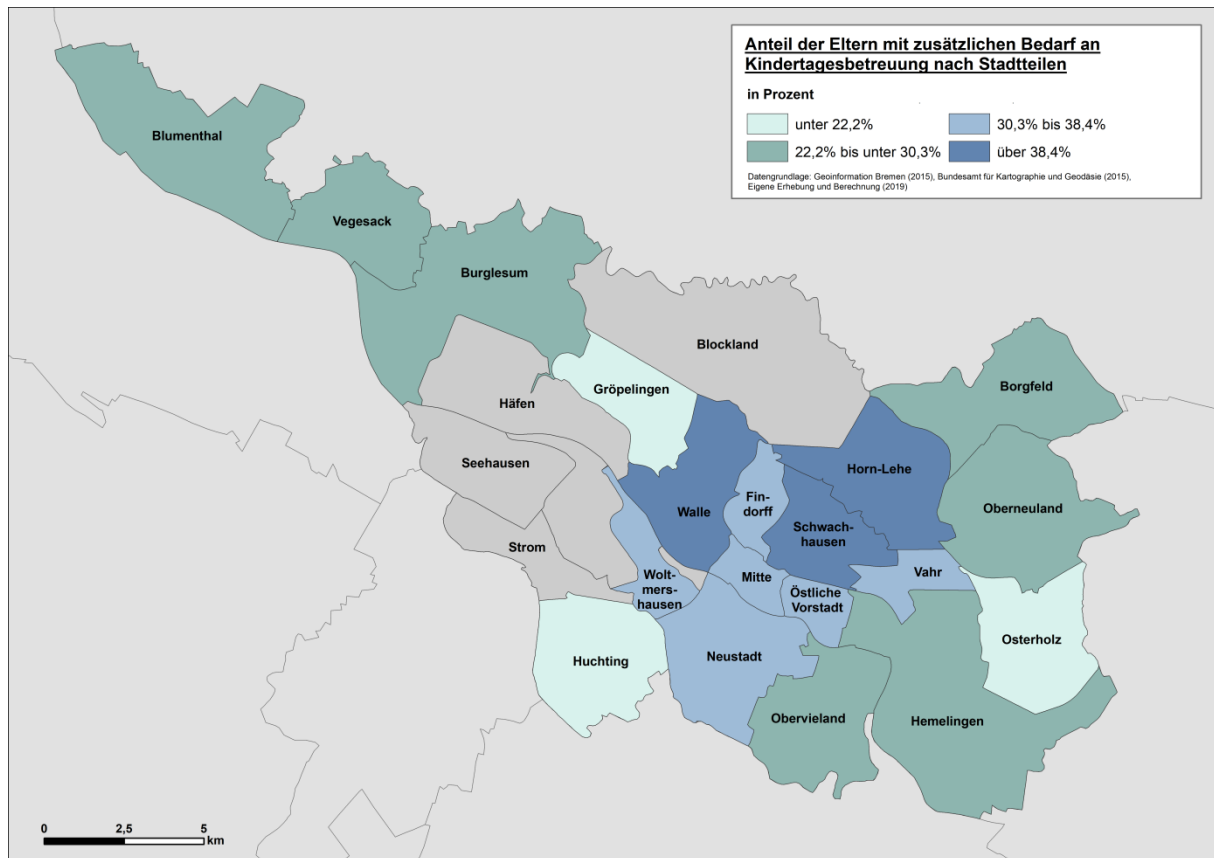 Anteil der Eltern mit zusätzlichen Bedarf an
Kindertagesbetreuung nach Stadtteilen
in Prozent
unter 22,2%
30,3% bis 38,4%
22,2% bis unter 30,3%
über 38,4%
Datengrundlage: Geoinformation Bremen (2015), Bundesamt für Kartographie und Geodäsie (2015),
Eigene Erhebung und Berechnung (2019)
Blumenthal
Vegesack
Burglesum
Blockland
Borgfeld
Gröpelingen
Häfen
Seehausen
Horn-Lehe
Fin-
dorff
Oberneuland
Walle
Schwach-
hausen
Strom
Wolt-
mers-
hausen
Mitte
Vahr
Östliche
Vorstadt
Osterholz
Huchting
Neustadt
Obervieland
Hemelingen
0 2,5 5
km